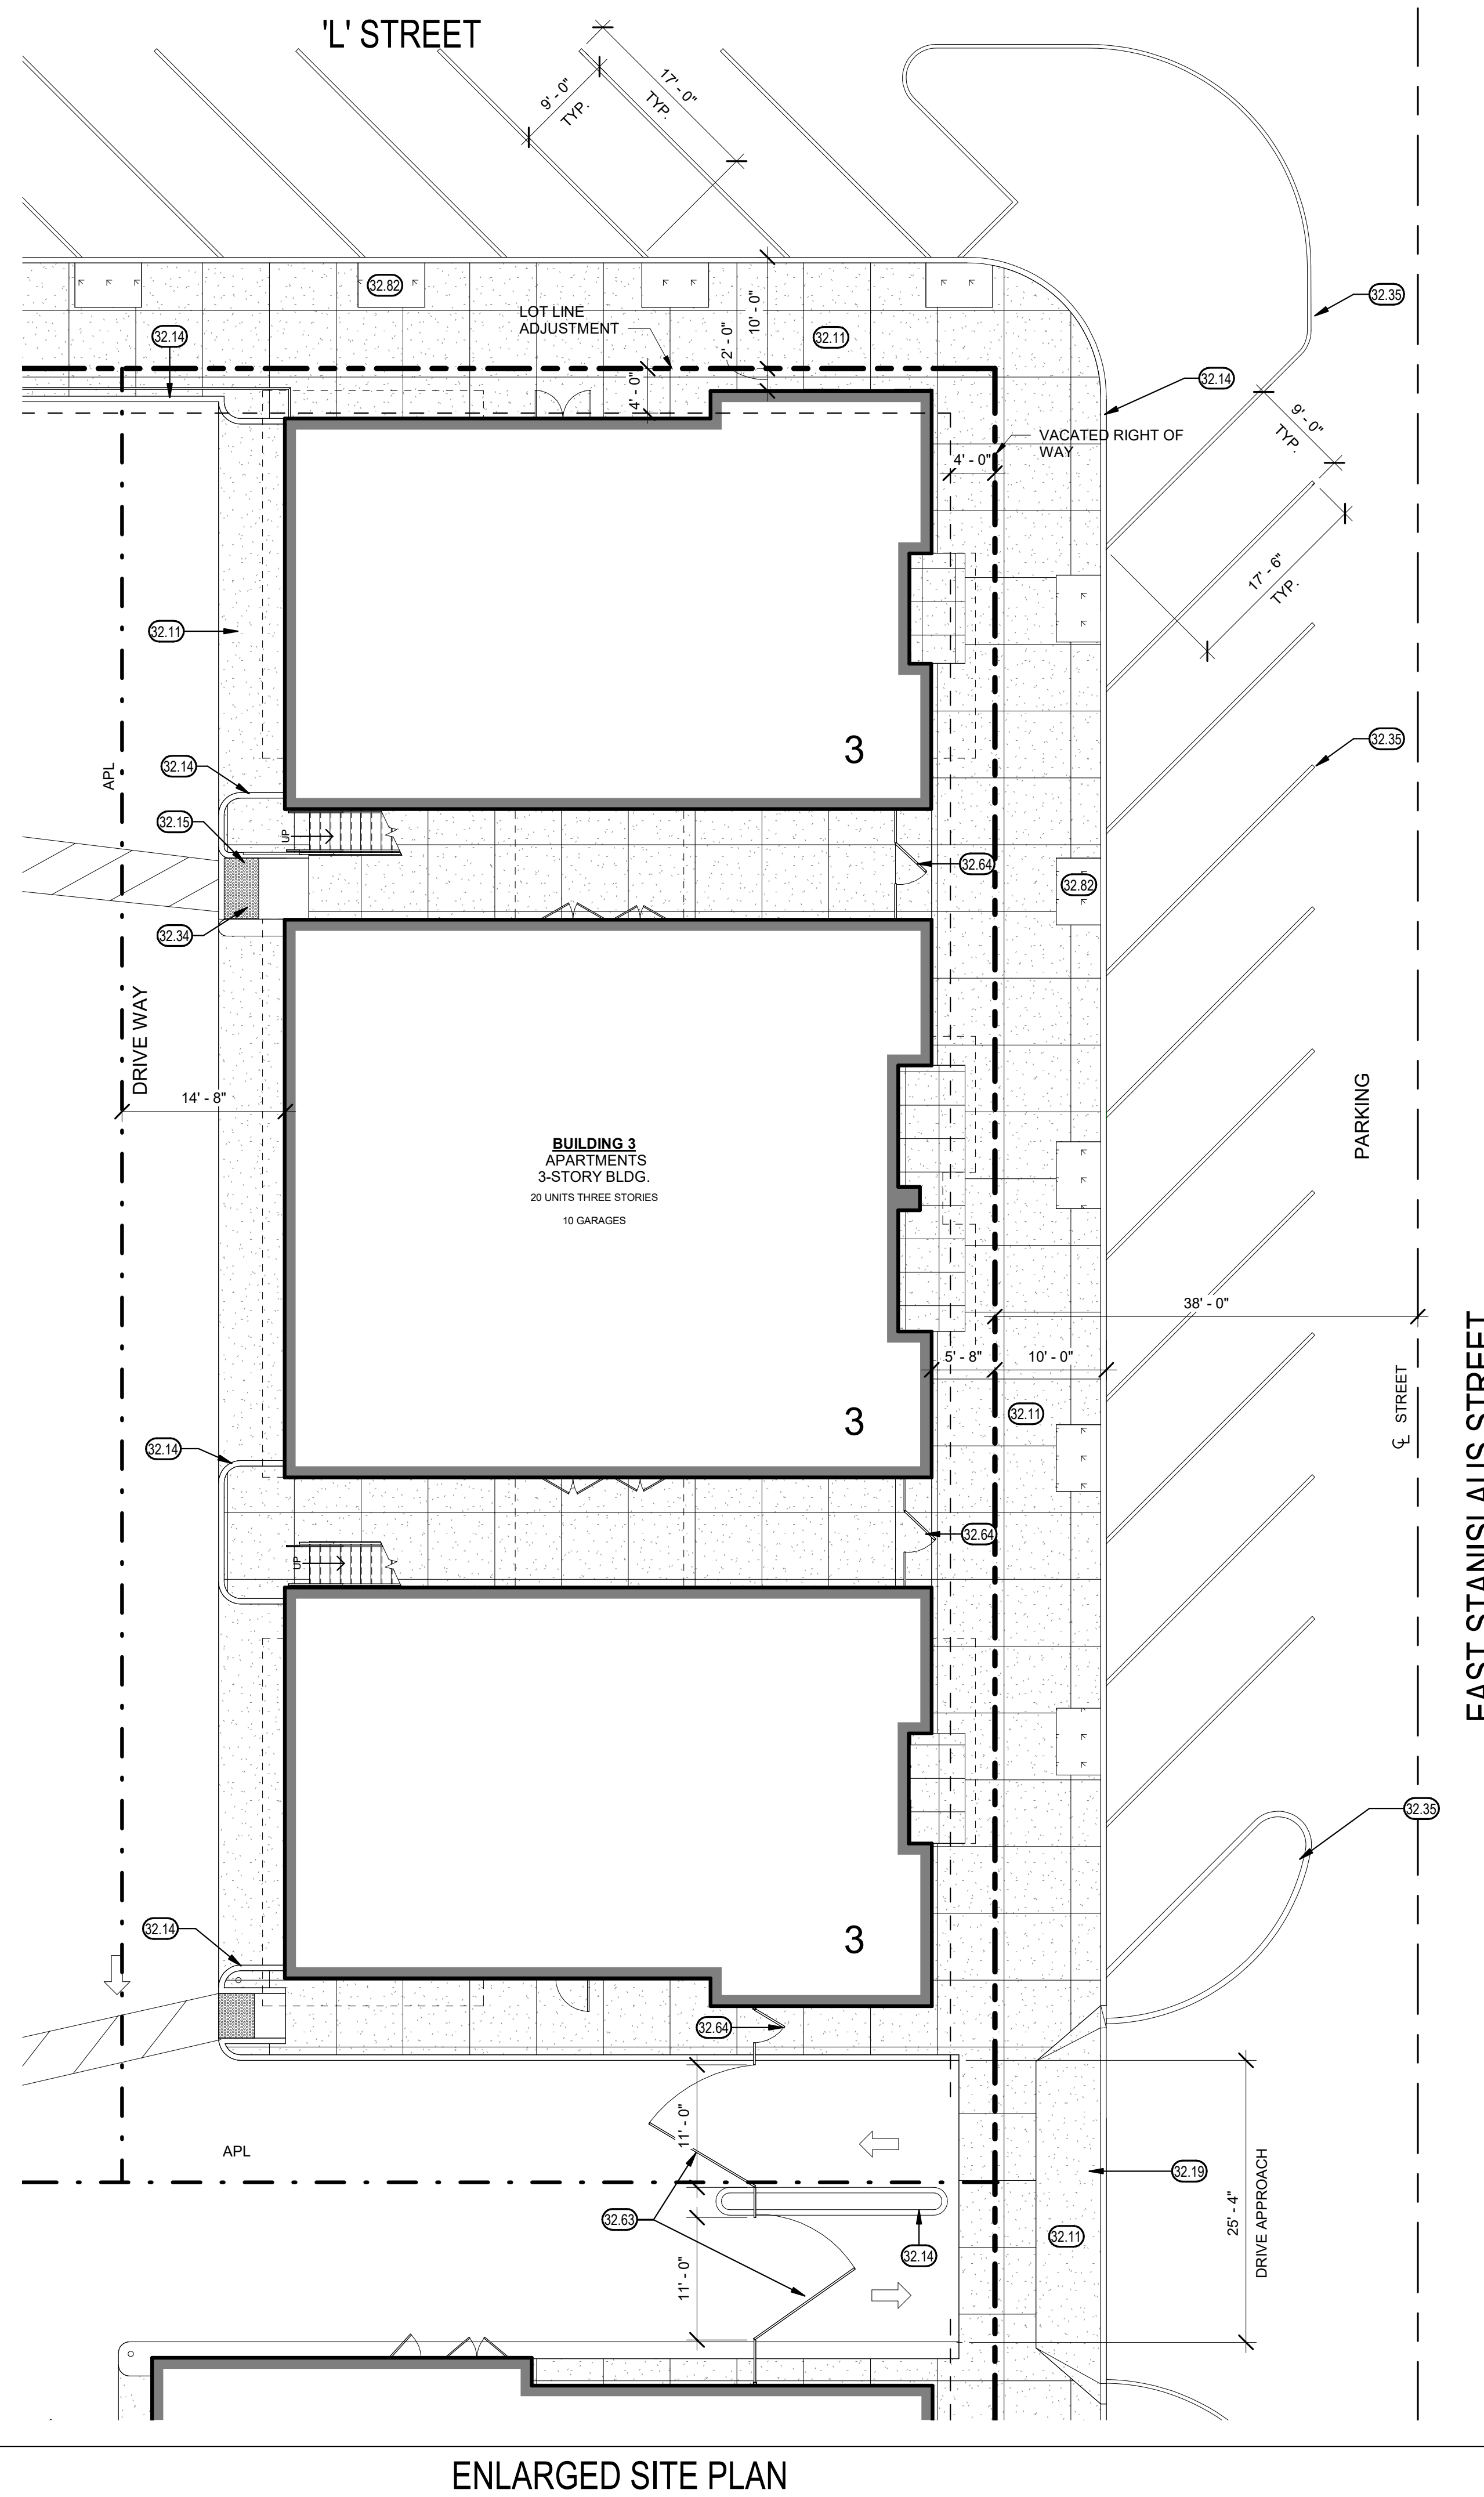 'L' STREET
9' - 0"
TYP.
17' - 0"
TYP.
32.82
32.35
LOT LINE
ADJUSTMENT
10' - 0"
2' - 0"
32.11
32.14
4' - 0"
32.14
9' - 0"
TYP.
VACATED RIGHT OF
WAY
4' - 0"
17' - 6"
TYP.
32.11
3
32.35
32.14
APL
32.15
UP
32.64
32.82
32.34
DRIVE WAY
14' - 8"
PARKING
BUILDING 3
APARTMENTS
3-STORY BLDG.
20 UNITS THREE STORIES
10 GARAGES
38' - 0"
5' - 8"
10' - 0"
32.11
3
℄ STREET
EAST STANISLAUS STREET
32.14
32.64
UP
32.35
32.14
3
32.64
11' - 0"
APL
32.19
32.63
32.14
32.11
11' - 0"
25' - 4"
DRIVE APPROACH
ENLARGED SITE PLAN